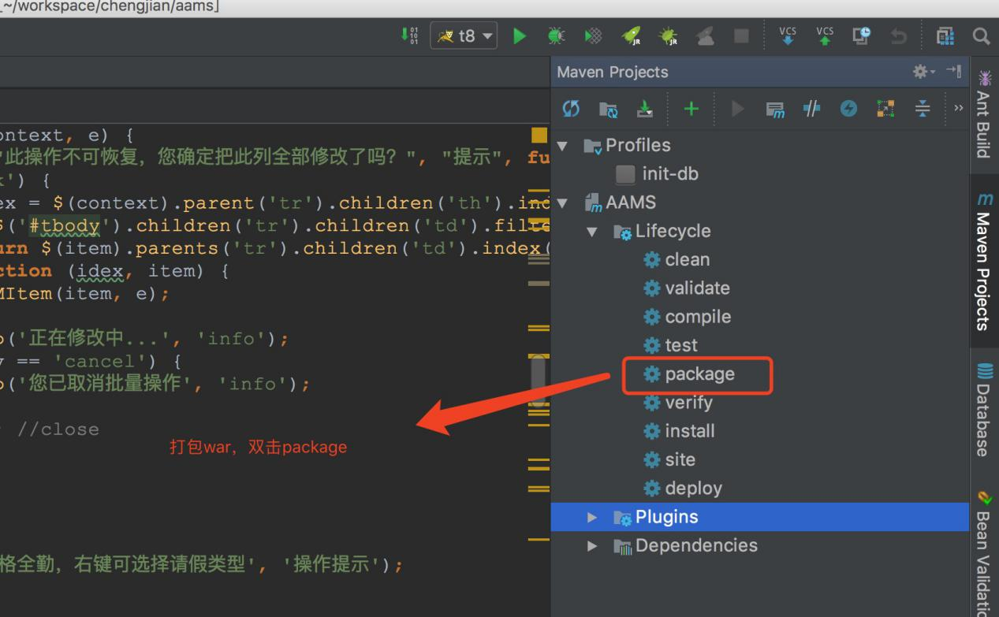 _~/workspace/chengjian/aams]
t8
VCS
VCS
Maven Projects
ontext, e) {
'此操作不可恢复，您确定把此列全部修改了吗？", "提示", fu
') {
ex = $(context).parent('tr').children('th').ind
$('#tbody').children('tr').children('td').filte
urn $(item).parents('tr').children('td').index(
ction (idex, item) {
MItem(item, e);
o('正在修改中...', 'info');
y == 'cancel') {
o('您已取消批量操作', 'info');
//close
打包war，双击package
格全勤，右键可选择请假类型', '操作提示');
Profiles
init-db
AAMS
Lifecycle
clean
validate
compile
test
package
verify
install
site
deploy
Plugins
Dependencies
Ant Build
Maven Projects
Database
Bean Validatio